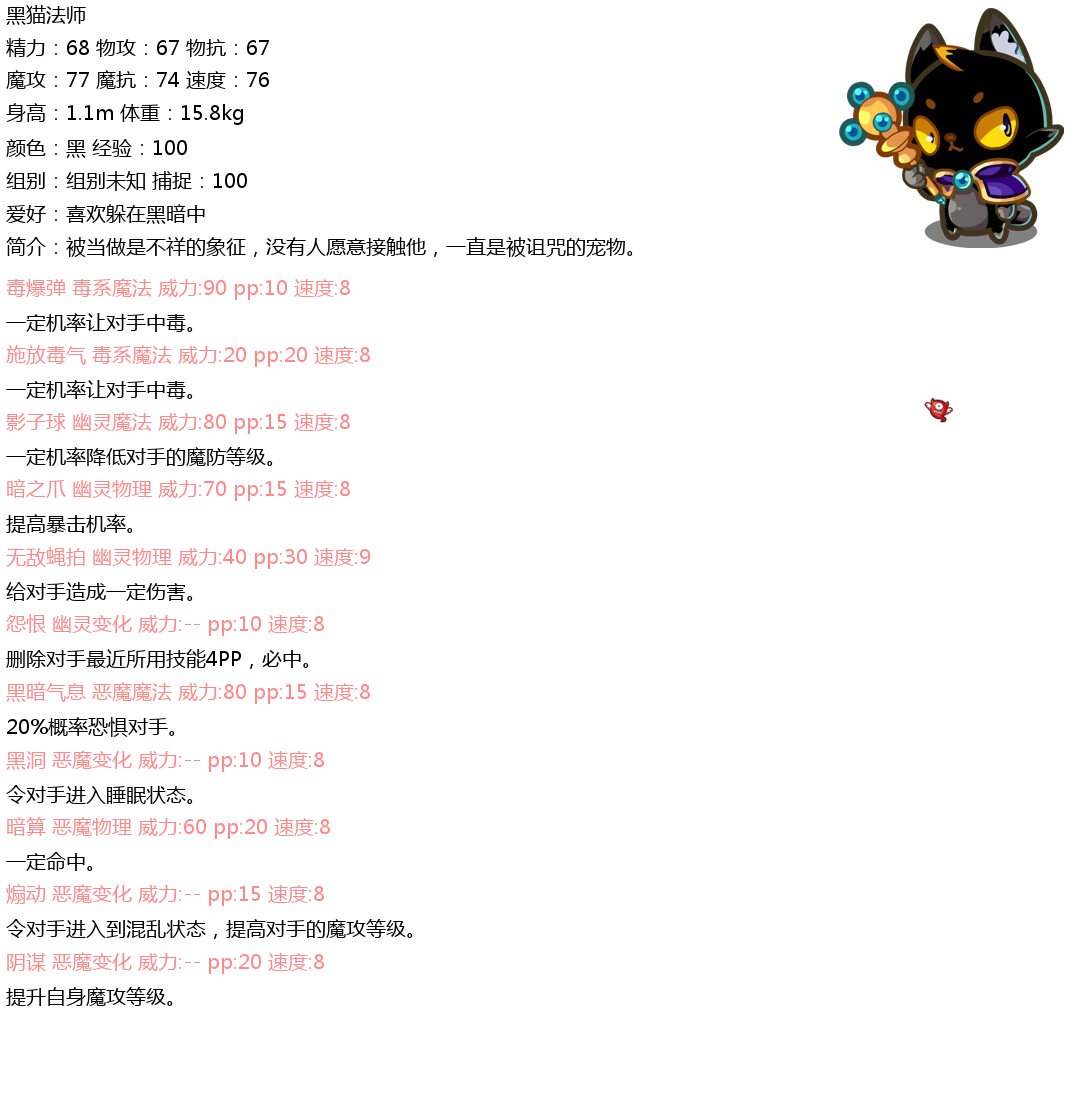 黑猫法师
精力：68 物攻：67 物抗：67
魔攻：77 魔抗：74 速度：76
身高：1.1m 体重：15.8kg
颜色：黑 经验：100
组别：组别未知 捕捉：100
爱好：喜欢躲在黑暗中
简介：被当做是不祥的象征，没有人愿意接触他，一直是被诅咒的宠物。
毒爆弹 毒系魔法 威力:90 pp:10 速度:8
一定机率让对手中毒。
施放毒气 毒系魔法 威力:20 pp:20 速度:8
一定机率让对手中毒。
影子球 幽灵魔法 威力:80 pp:15 速度:8
一定机率降低对手的魔防等级。
暗之爪 幽灵物理 威力:70 pp:15 速度:8
提高暴击机率。
无敌蝇拍 幽灵物理 威力:40 pp:30 速度:9
给对手造成一定伤害。
怨恨 幽灵变化 威力:-- pp:10 速度:8
删除对手最近所用技能4PP，必中。
黑暗气息 恶魔魔法 威力:80 pp:15 速度:8
20%概率恐惧对手。
黑洞 恶魔变化 威力:-- pp:10 速度:8
令对手进入睡眠状态。
暗算 恶魔物理 威力:60 pp:20 速度:8
一定命中。
煽动 恶魔变化 威力:-- pp:15 速度:8
令对手进入到混乱状态，提高对手的魔攻等级。
阴谋 恶魔变化 威力:-- pp:20 速度:8
提升自身魔攻等级。